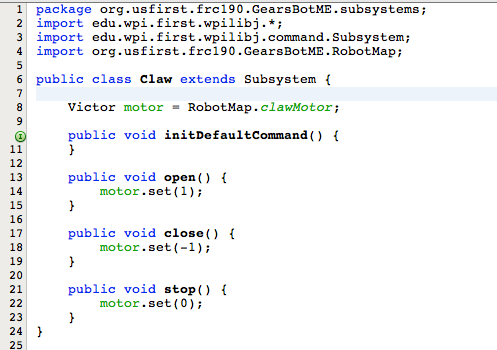 1 package org.usfirst.frc190.GearsBotME.subsystems;
2 import edu.wpi.first.wpilibj.*;
3 import edu.wpi.first.wpilibj.command.Subsystem;
4 import org.usfirst.frc190.GearsBotME.RobotMap;
5
6 public class Claw extends Subsystem {
7
8     Victor motor = RobotMap.clawMotor;
9
    public void initDefaultCommand() {
11     }
12
13     public void open() {
14         motor.set(1);
15     }
16
17     public void close() {
18         motor.set(-1);
19     }
20
21     public void stop() {
22         motor.set(0);
23     }
24 }
25